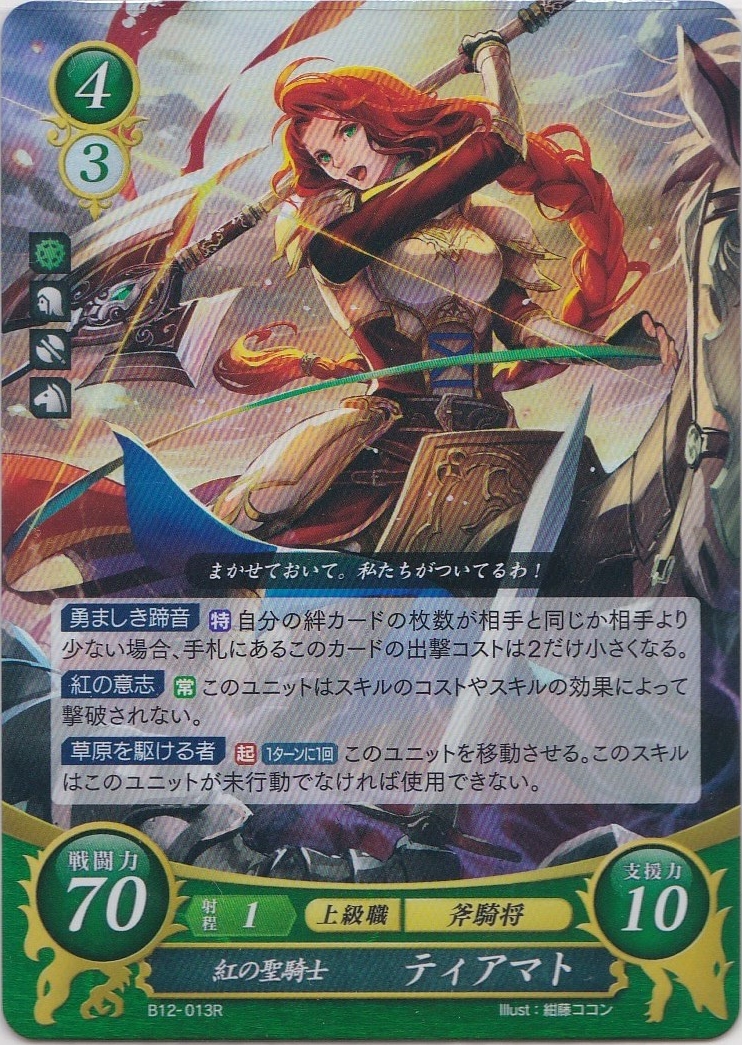 4
3
まかせておいて。私たちがついてるわ！
勇ましき蹄音 特 自分の絆カードの枚数が相手と同じか相手より
少ない場合、手札にあるこのカードの出撃コストは2だけ小さくなる。
紅の意志 常 このユニットはスキルのコストやスキルの効果によって
撃破されない。
草原を駆ける者 起 1ターンに1回 このユニットを移動させる。このスキル
はこのユニットが未行動でなければ使用できない。
戦闘力
70
射程 1 上級職 斧騎将
支援力
10
紅の聖騎士 ティアマト
B12-013R Illust：紺藤ココン